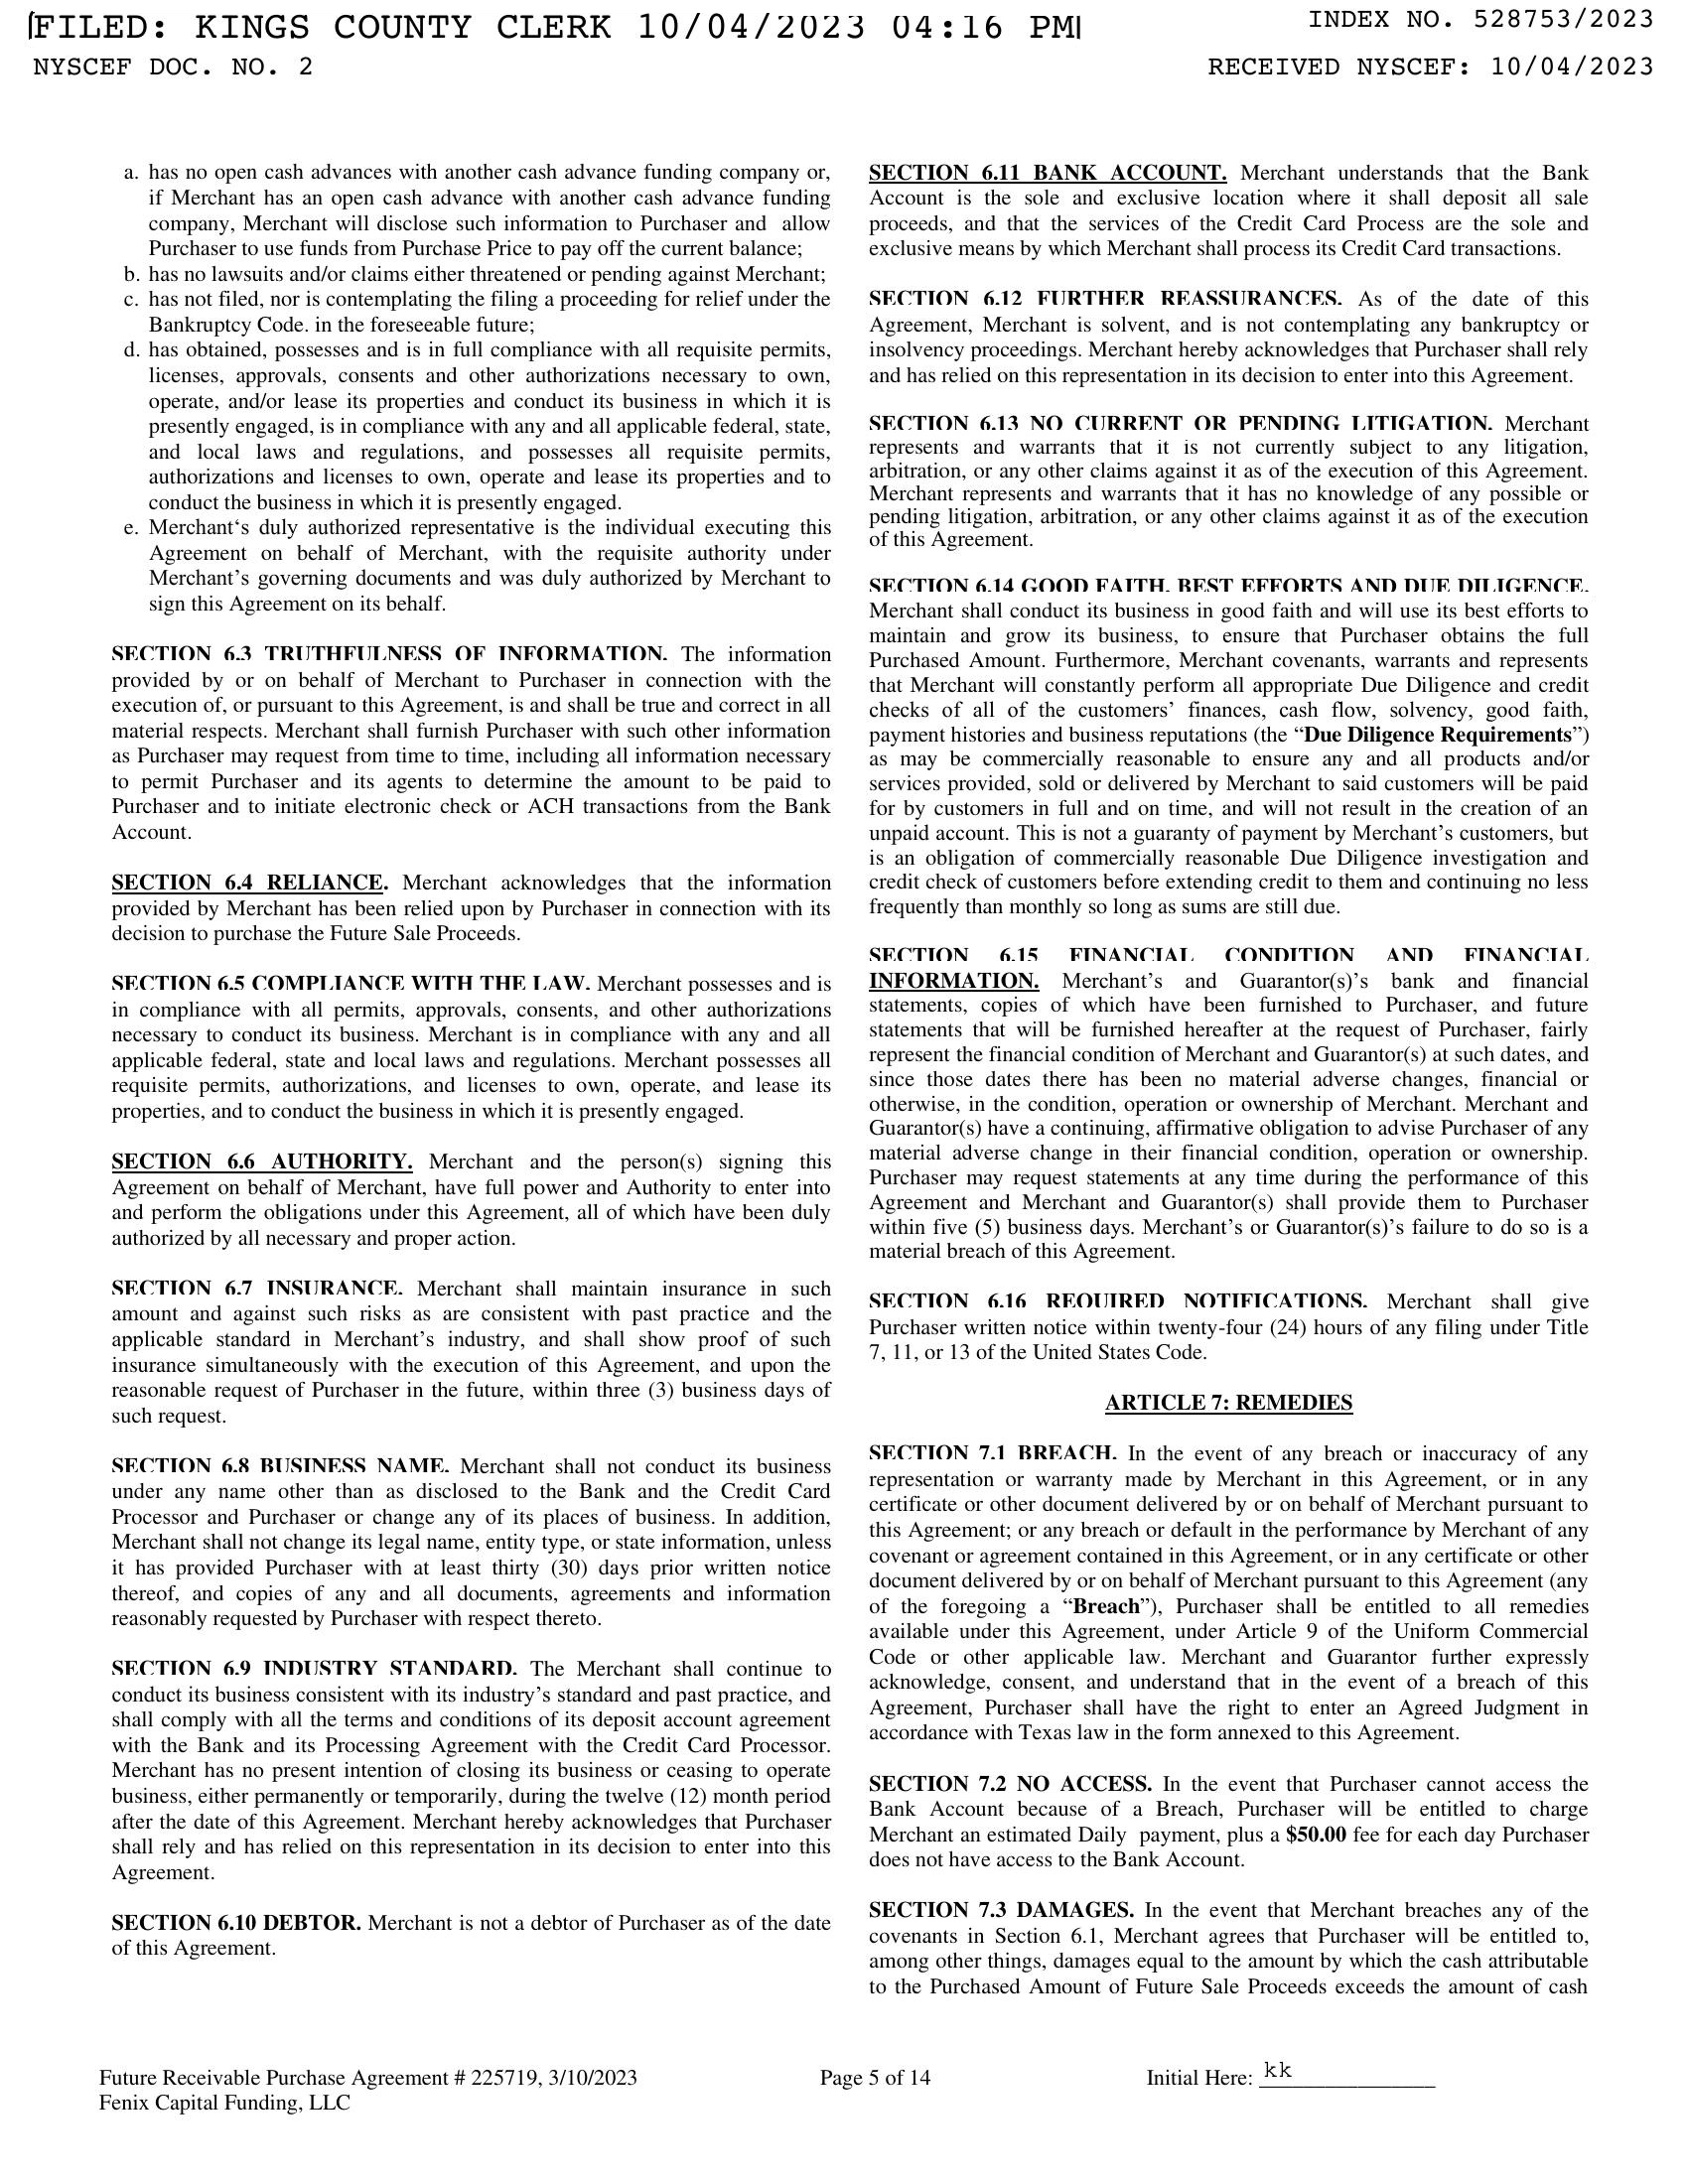 FILED: KINGS COUNTY CLERK 10/04/2023 04:16 PM
INDEX NO. 528753/2023
NYSCEF DOC. NO. 2
RECEIVED NYSCEF: 10/04/2023
a. has no open cash advances with another cash advance funding company or,
if Merchant has an open cash advance with another cash advance funding
company, Merchant will disclose such information to Purchaser and allow
Purchaser to use funds from Purchase Price to pay off the current balance;
b. has no lawsuits and/or claims either threatened or pending against Merchant;
c. has not filed, nor is contemplating the filing a proceeding for relief under the
Bankruptcy Code. in the foreseeable future;
d. has obtained, possesses and is in full compliance with all requisite permits,
licenses, approvals, consents and other authorizations necessary to own,
operate, and/or lease its properties and conduct its business in which it is
presently engaged, is in compliance with any and all applicable federal, state,
and local laws and regulations, and possesses all requisite permits,
authorizations and licenses to own, operate and lease its properties and to
conduct the business in which it is presently engaged.
e. Merchant‘s duly authorized representative is the individual executing this
Agreement on behalf of Merchant, with the requisite authority under
Merchant’s governing documents and was duly authorized by Merchant to
sign this Agreement on its behalf.
SECTION 6.3 TRUTHFULNESS OF INFORMATION. The information
provided by or on behalf of Merchant to Purchaser in connection with the
execution of, or pursuant to this Agreement, is and shall be true and correct in all
material respects. Merchant shall furnish Purchaser with such other information
as Purchaser may request from time to time, including all information necessary
to permit Purchaser and its agents to determine the amount to be paid to
Purchaser and to initiate electronic check or ACH transactions from the Bank
Account.
SECTION 6.4 RELIANCE. Merchant acknowledges that the information
provided by Merchant has been relied upon by Purchaser in connection with its
decision to purchase the Future Sale Proceeds.
SECTION 6.5 COMPLIANCE WITH THE LAW. Merchant possesses and is
in compliance with all permits, approvals, consents, and other authorizations
necessary to conduct its business. Merchant is in compliance with any and all
applicable federal, state and local laws and regulations. Merchant possesses all
requisite permits, authorizations, and licenses to own, operate, and lease its
properties, and to conduct the business in which it is presently engaged.
SECTION 6.6 AUTHORITY. Merchant and the person(s) signing this
Agreement on behalf of Merchant, have full power and Authority to enter into
and perform the obligations under this Agreement, all of which have been duly
authorized by all necessary and proper action.
SECTION 6.7 INSURANCE. Merchant shall maintain insurance in such
amount and against such risks as are consistent with past practice and the
applicable standard in Merchant’s industry, and shall show proof of such
insurance simultaneously with the execution of this Agreement, and upon the
reasonable request of Purchaser in the future, within three (3) business days of
such request.
SECTION 6.8 BUSINESS NAME. Merchant shall not conduct its business
under any name other than as disclosed to the Bank and the Credit Card
Processor and Purchaser or change any of its places of business. In addition,
Merchant shall not change its legal name, entity type, or state information, unless
it has provided Purchaser with at least thirty (30) days prior written notice
thereof, and copies of any and all documents, agreements and information
reasonably requested by Purchaser with respect thereto.
SECTION 6.9 INDUSTRY STANDARD. The Merchant shall continue to
conduct its business consistent with its industry’s standard and past practice, and
shall comply with all the terms and conditions of its deposit account agreement
with the Bank and its Processing Agreement with the Credit Card Processor.
Merchant has no present intention of closing its business or ceasing to operate
business, either permanently or temporarily, during the twelve (12) month period
after the date of this Agreement. Merchant hereby acknowledges that Purchaser
shall rely and has relied on this representation in its decision to enter into this
Agreement.
SECTION 6.10 DEBTOR. Merchant is not a debtor of Purchaser as of the date
of this Agreement.
SECTION 6.11 BANK ACCOUNT. Merchant understands that the Bank
Account is the sole and exclusive location where it shall deposit all sale
proceeds, and that the services of the Credit Card Process are the sole and
exclusive means by which Merchant shall process its Credit Card transactions.
SECTION 6.12 FURTHER REASSURANCES. As of the date of this
Agreement, Merchant is solvent, and is not contemplating any bankruptcy or
insolvency proceedings. Merchant hereby acknowledges that Purchaser shall rely
and has relied on this representation in its decision to enter into this Agreement.
SECTION 6.13 NO CURRENT OR PENDING LITIGATION. Merchant
represents and warrants that it is not currently subject to any litigation,
arbitration, or any other claims against it as of the execution of this Agreement.
Merchant represents and warrants that it has no knowledge of any possible or
pending litigation, arbitration, or any other claims against it as of the execution
of this Agreement.
SECTION 6.14 GOOD FAITH, BEST EFFORTS AND DUE DILIGENCE.
Merchant shall conduct its business in good faith and will use its best efforts to
maintain and grow its business, to ensure that Purchaser obtains the full
Purchased Amount. Furthermore, Merchant covenants, warrants and represents
that Merchant will constantly perform all appropriate Due Diligence and credit
checks of all of the customers’ finances, cash flow, solvency, good faith,
payment histories and business reputations (the “Due Diligence Requirements”)
as may be commercially reasonable to ensure any and all products and/or
services provided, sold or delivered by Merchant to said customers will be paid
for by customers in full and on time, and will not result in the creation of an
unpaid account. This is not a guaranty of payment by Merchant’s customers, but
is an obligation of commercially reasonable Due Diligence investigation and
credit check of customers before extending credit to them and continuing no less
frequently than monthly so long as sums are still due.
SECTION 6.15 FINANCIAL CONDITION AND FINANCIAL
INFORMATION. Merchant’s and Guarantor(s)’s bank and financial
statements, copies of which have been furnished to Purchaser, and future
statements that will be furnished hereafter at the request of Purchaser, fairly
represent the financial condition of Merchant and Guarantor(s) at such dates, and
since those dates there has been no material adverse changes, financial or
otherwise, in the condition, operation or ownership of Merchant. Merchant and
Guarantor(s) have a continuing, affirmative obligation to advise Purchaser of any
material adverse change in their financial condition, operation or ownership.
Purchaser may request statements at any time during the performance of this
Agreement and Merchant and Guarantor(s) shall provide them to Purchaser
within five (5) business days. Merchant’s or Guarantor(s)’s failure to do so is a
material breach of this Agreement.
SECTION 6.16 REQUIRED NOTIFICATIONS. Merchant shall give
Purchaser written notice within twenty-four (24) hours of any filing under Title
7, 11, or 13 of the United States Code.
ARTICLE 7: REMEDIES
SECTION 7.1 BREACH. In the event of any breach or inaccuracy of any
representation or warranty made by Merchant in this Agreement, or in any
certificate or other document delivered by or on behalf of Merchant pursuant to
this Agreement; or any breach or default in the performance by Merchant of any
covenant or agreement contained in this Agreement, or in any certificate or other
document delivered by or on behalf of Merchant pursuant to this Agreement (any
of the foregoing a “Breach”), Purchaser shall be entitled to all remedies
available under this Agreement, under Article 9 of the Uniform Commercial
Code or other applicable law. Merchant and Guarantor further expressly
acknowledge, consent, and understand that in the event of a breach of this
Agreement, Purchaser shall have the right to enter an Agreed Judgment in
accordance with Texas law in the form annexed to this Agreement.
SECTION 7.2 NO ACCESS. In the event that Purchaser cannot access the
Bank Account because of a Breach, Purchaser will be entitled to charge
Merchant an estimated Daily payment, plus a $50.00 fee for each day Purchaser
does not have access to the Bank Account.
SECTION 7.3 DAMAGES. In the event that Merchant breaches any of the
covenants in Section 6.1, Merchant agrees that Purchaser will be entitled to,
among other things, damages equal to the amount by which the cash attributable
to the Purchased Amount of Future Sale Proceeds exceeds the amount of cash
Future Receivable Purchase Agreement # 225719, 3/10/2023
Fenix Capital Funding, LLC
Page 5 of 14
Initial Here: kk